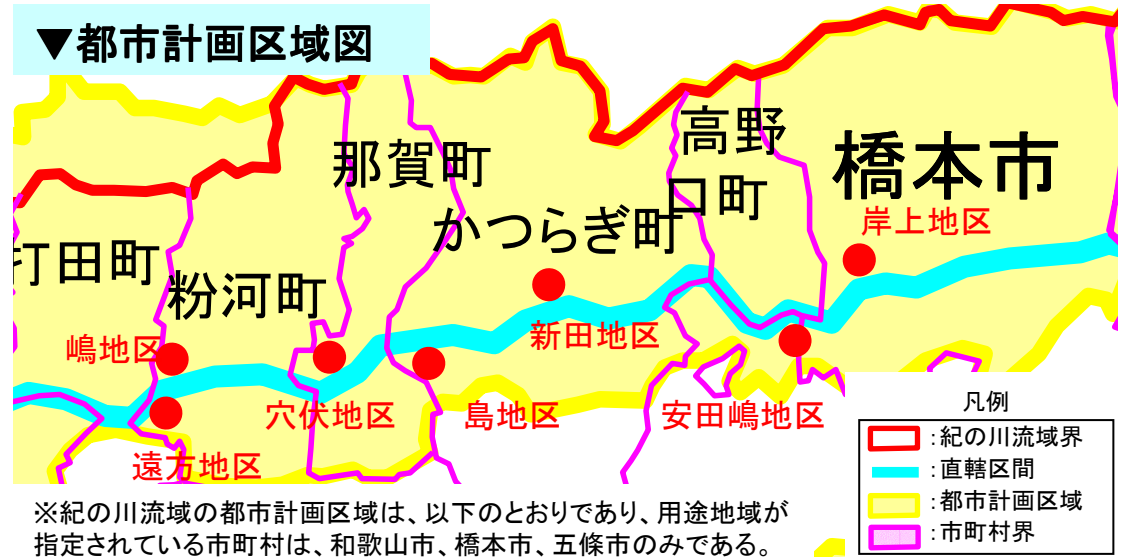 ▼都市計画区域図
高野
口町
橋本市
那賀町
かつらぎ町
岸上地区
打田町
粉河町
新田地区
嶋地区
穴伏地区
島地区
安田嶋地区
遠方地区
凡例
:紀の川流域界
:直轄区間
:都市計画区域
:市町村界
※紀の川流域の都市計画区域は、以下のとおりであり、用途地域が
指定されている市町村は、和歌山市、橋本市、五條市のみである。